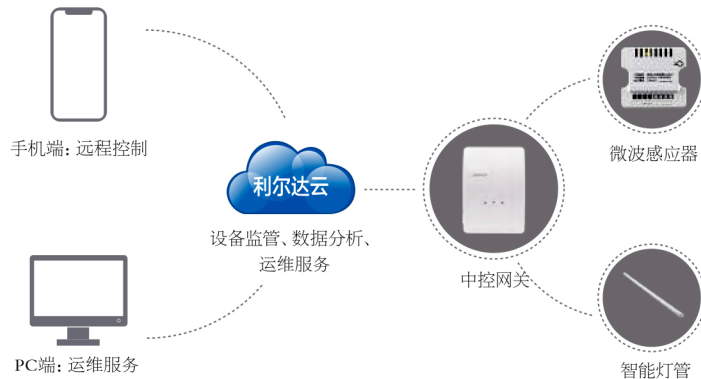 手机端：远程控制
利尔达云
设备监管、数据分析、
运维服务
PC端：运维服务
中控网关
微波感应器
智能灯管